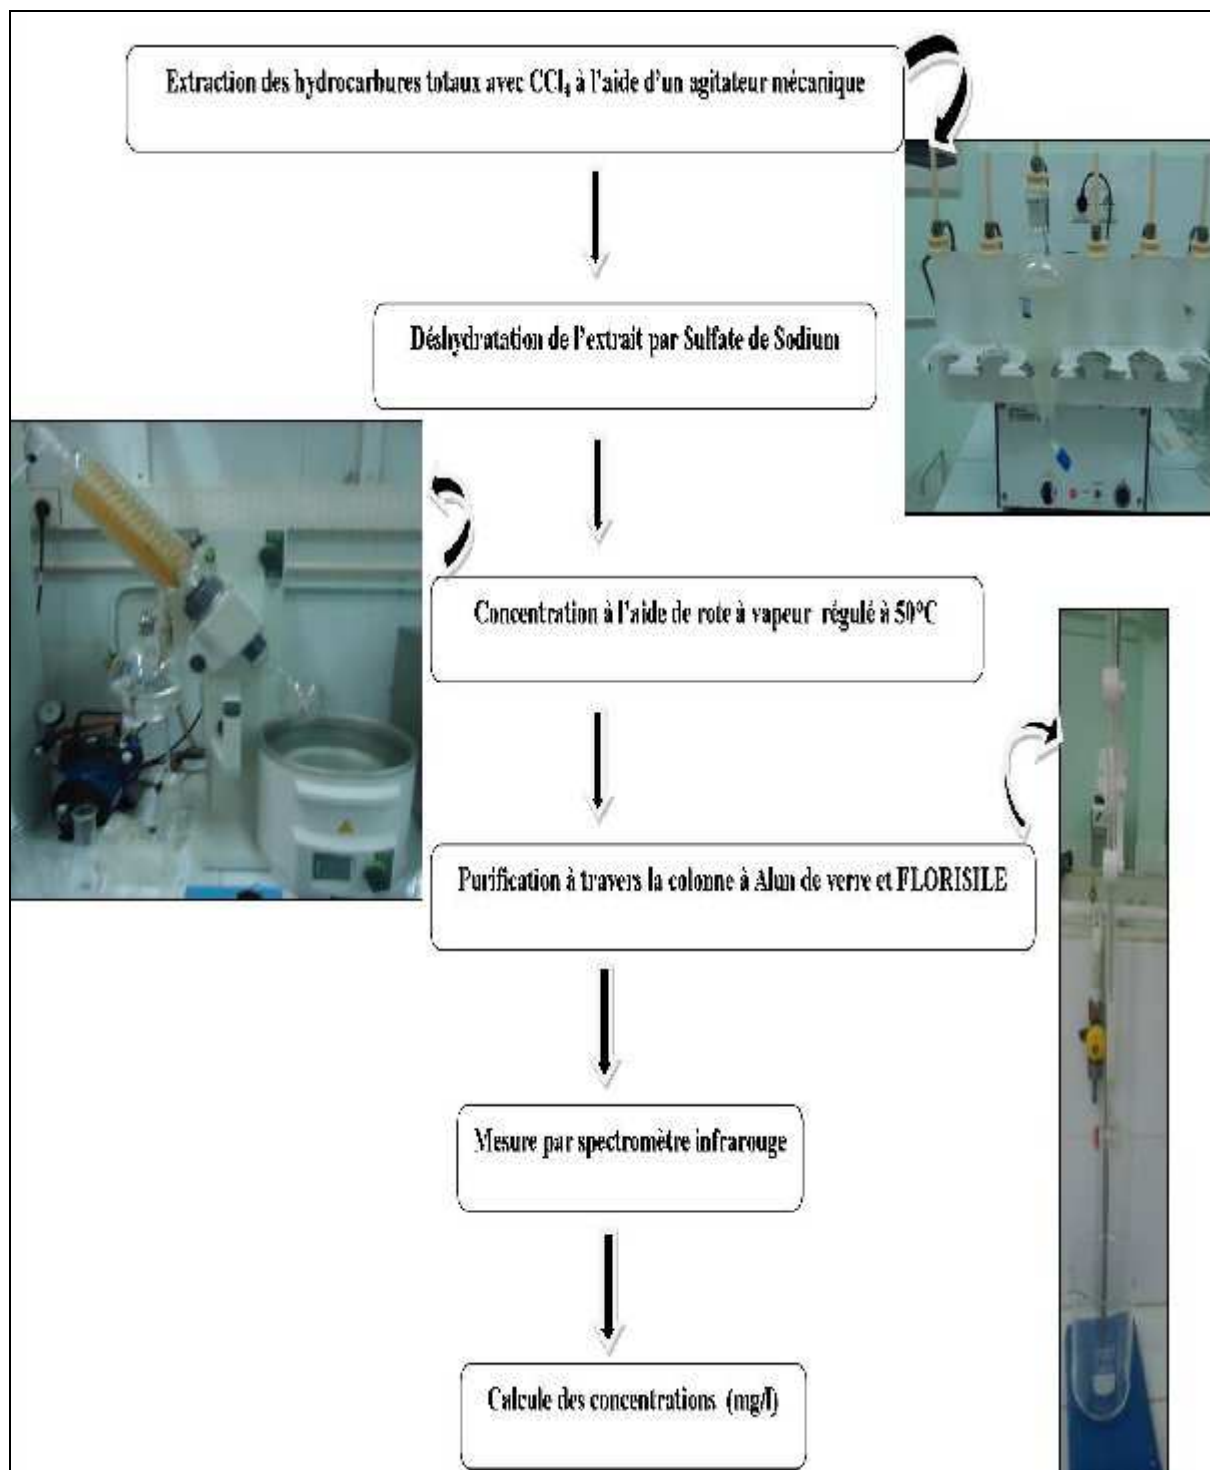 Extraction des hydrocarbures totaux avec CCl₄ à l'aide d'un agitateur mécanique
Déshydratation de l'extrait par Sulfate de Sodium
Concentration à l'aide de rote à vapeur régulé à 50°C
Purification à travers la colonne à Alun de verre et FLORISILE
Mesure par spectromètre infrarouge
Calcule des concentrations (mg/l)